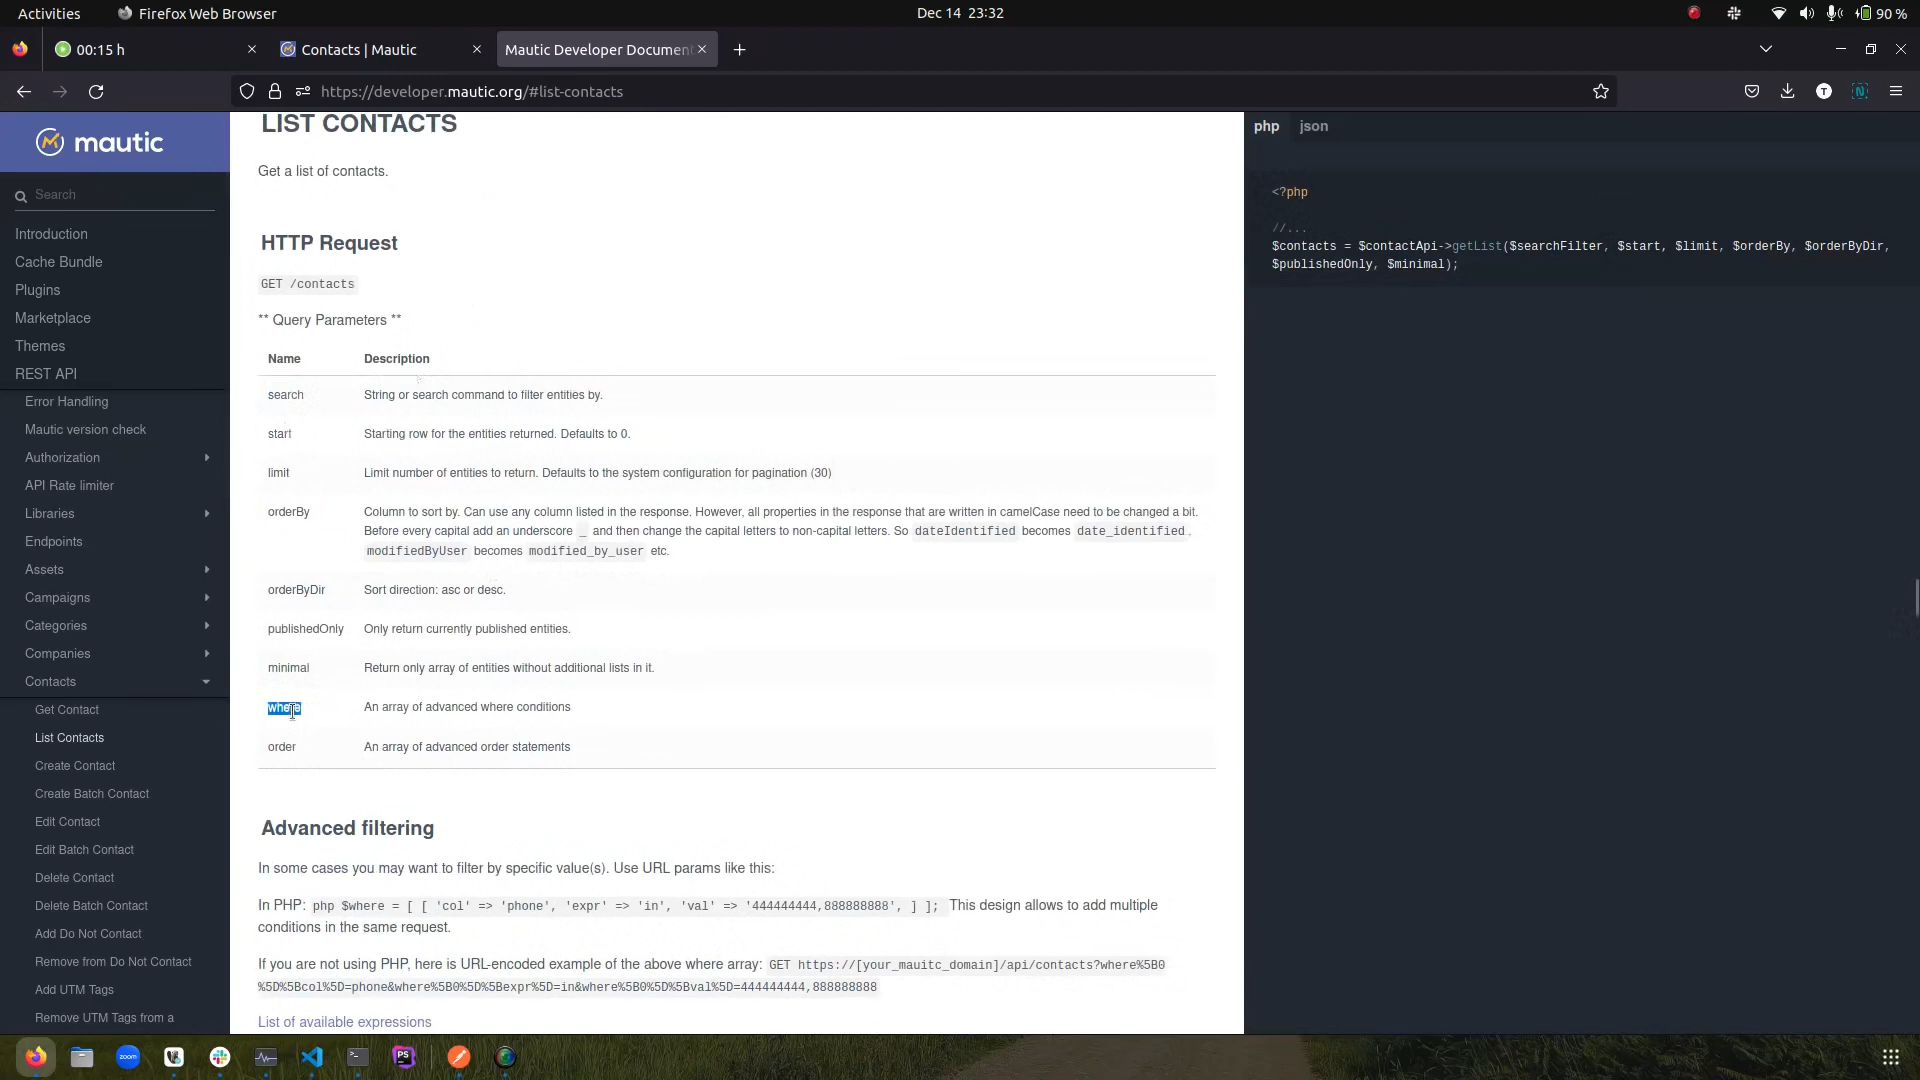 Activities
Firefox Web Browser
Dec 14 23:32
90 %
00:15 h
Contacts | Mautic
Mautic Developer Documen
https://developer.mautic.org/#list-contacts
mautic
Search
Introduction
Cache Bundle
Plugins
Marketplace
Themes
REST API
Error Handling
Mautic version check
Authorization
API Rate limiter
Libraries
Endpoints
Assets
Campaigns
Categories
Companies
Contacts
Get Contact
List Contacts
Create Contact
Create Batch Contact
Edit Contact
Edit Batch Contact
Delete Contact
Delete Batch Contact
Add Do Not Contact
Remove from Do Not Contact
Add UTM Tags
Remove UTM Tags from a
LIST CONTACTS
Get a list of contacts.
HTTP Request
GET /contacts
** Query Parameters **
Name Description
search String or search command to filter entities by.
start Starting row for the entities returned. Defaults to 0.
limit Limit number of entities to return. Defaults to the system configuration for pagination (30)
orderBy Column to sort by. Can use any column listed in the response. However, all properties in the response that are written in camelCase need to be changed a bit.
Before every capital add an underscore _ and then change the capital letters to non-capital letters. So dateIdentified becomes date_identified,
modifiedByUser becomes modified_by_user etc.
orderByDir Sort direction: asc or desc.
publishedOnly Only return currently published entities.
minimal Return only array of entities without additional lists in it.
where An array of advanced where conditions
order An array of advanced order statements
Advanced filtering
In some cases you may want to filter by specific value(s). Use URL params like this:
In PHP: php $where = [ [ 'col' => 'phone', 'expr' => 'in', 'val' => '444444444,888888888', ] ]; This design allows to add multiple
conditions in the same request.
If you are not using PHP, here is URL-encoded example of the above where array: GET https://[your_mauitc_domain]/api/contacts?where%5B0
%5D%5Bcol%5D=phone&where%5B0%5D%5Bexpr%5D=in&where%5B0%5D%5Bval%5D=444444444,888888888
List of available expressions
php json
<?php
//...
$contacts = $contactApi->getList($searchFilter, $start, $limit, $orderBy, $orderByDir,
$publishedOnly, $minimal);
zoom
PS